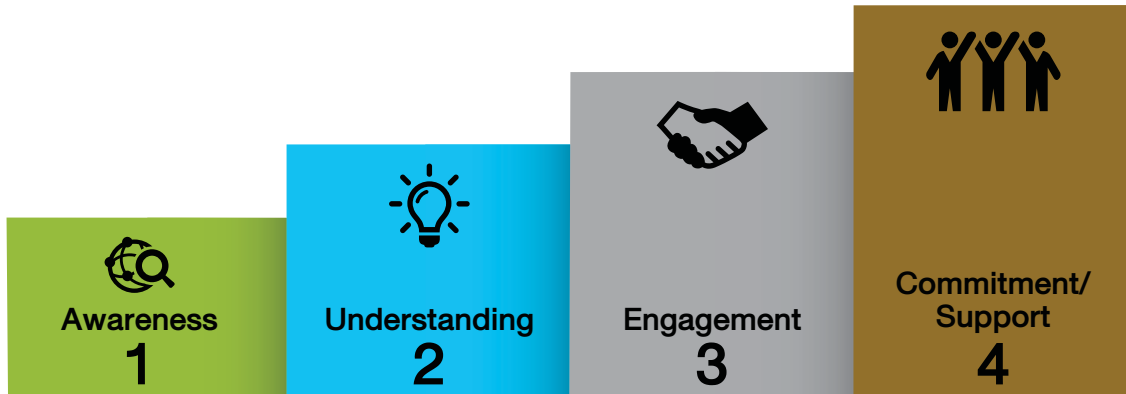 Awareness
1
Understanding
2
Engagement
3
Commitment/
Support
4